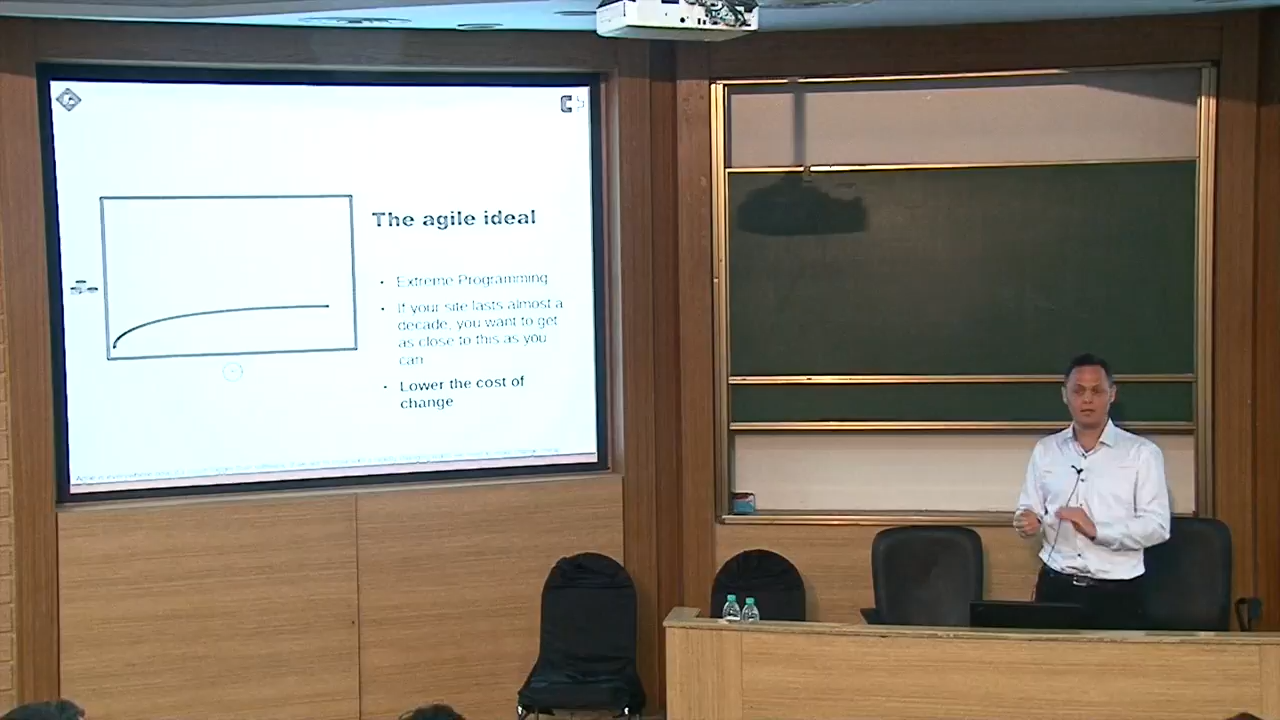 The agile ideal
Extreme Programming
If your site lasts almost a
decade, you want to get
as close to this as you
can
Lower the cost of
change